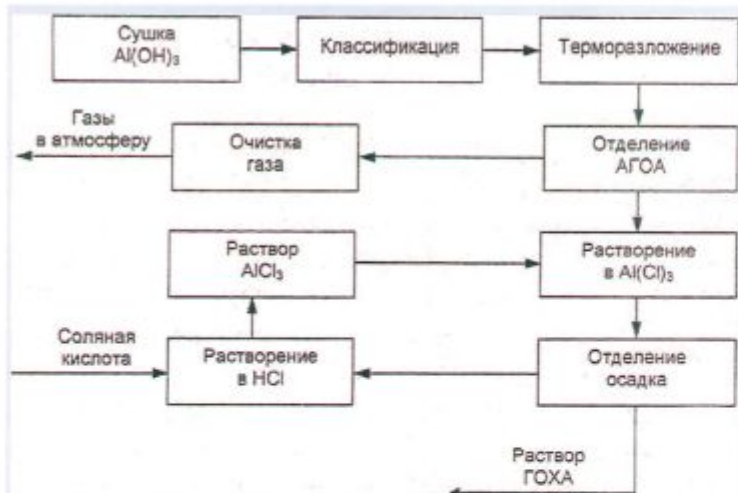 Сушка
Al(OH)₃
Классификация
Терморазложение
Газы
в атмосферу
Очистка
газа
Отделение
АГОА
Раствор
AlCl₃
Растворение
в Al(Cl)₃
Соляная
кислота
Растворение
в HCl
Отделение
осадка
Раствор
ГОХА